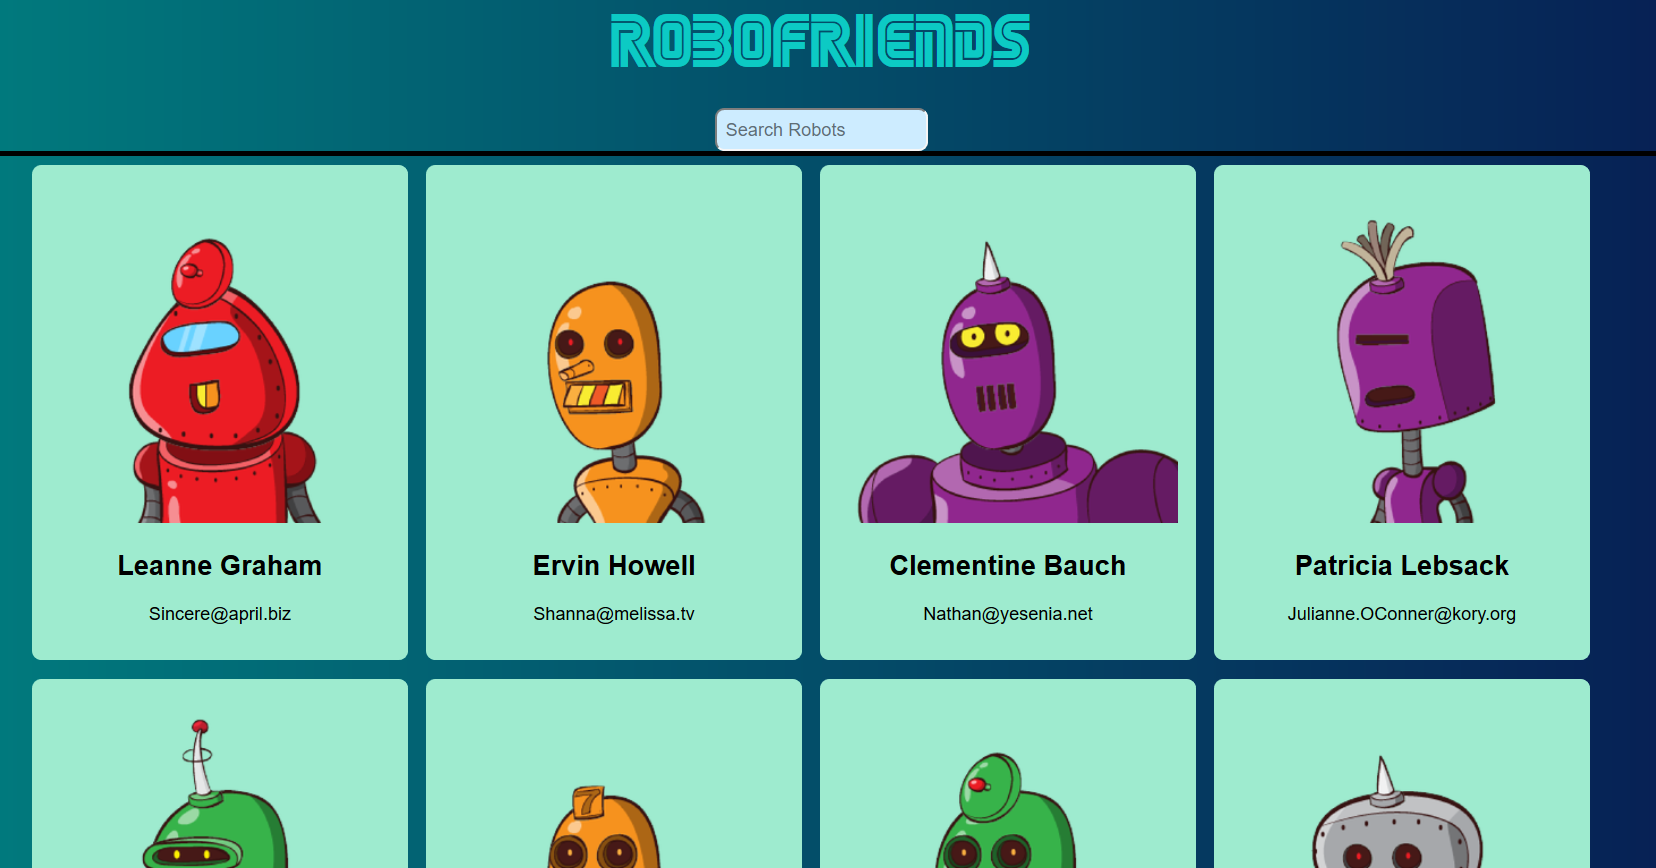 ROBOFRIENDS
Search Robots
Leanne Graham
Sincere@april.biz
Ervin Howell
Shanna@melissa.tv
Clementine Bauch
Nathan@yesenia.net
Patricia Lebsack
Julianne.OConner@kory.org
7